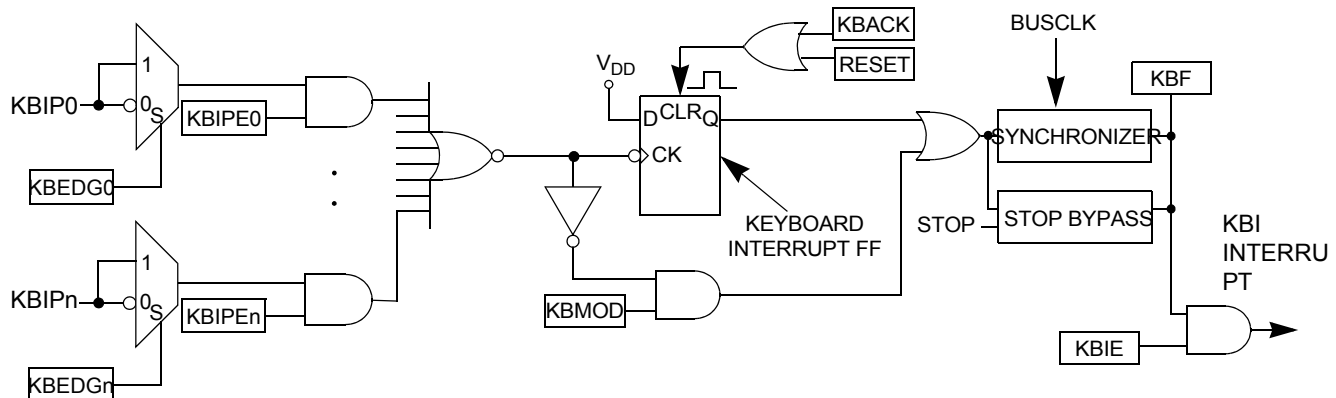 KBACK
RESET
BUSCLK
VDD
KBF
1
KBIP0
0
S
KBIPE0
D
CLR
Q
CK
SYNCHRONIZER
KBEDG0
KEYBOARD
INTERRUPT FF
STOP
STOP BYPASS
KBI
INTERRU
PT
1
KBIPn
0
S
KBIPEn
KBMOD
KBIE
KBEDGn